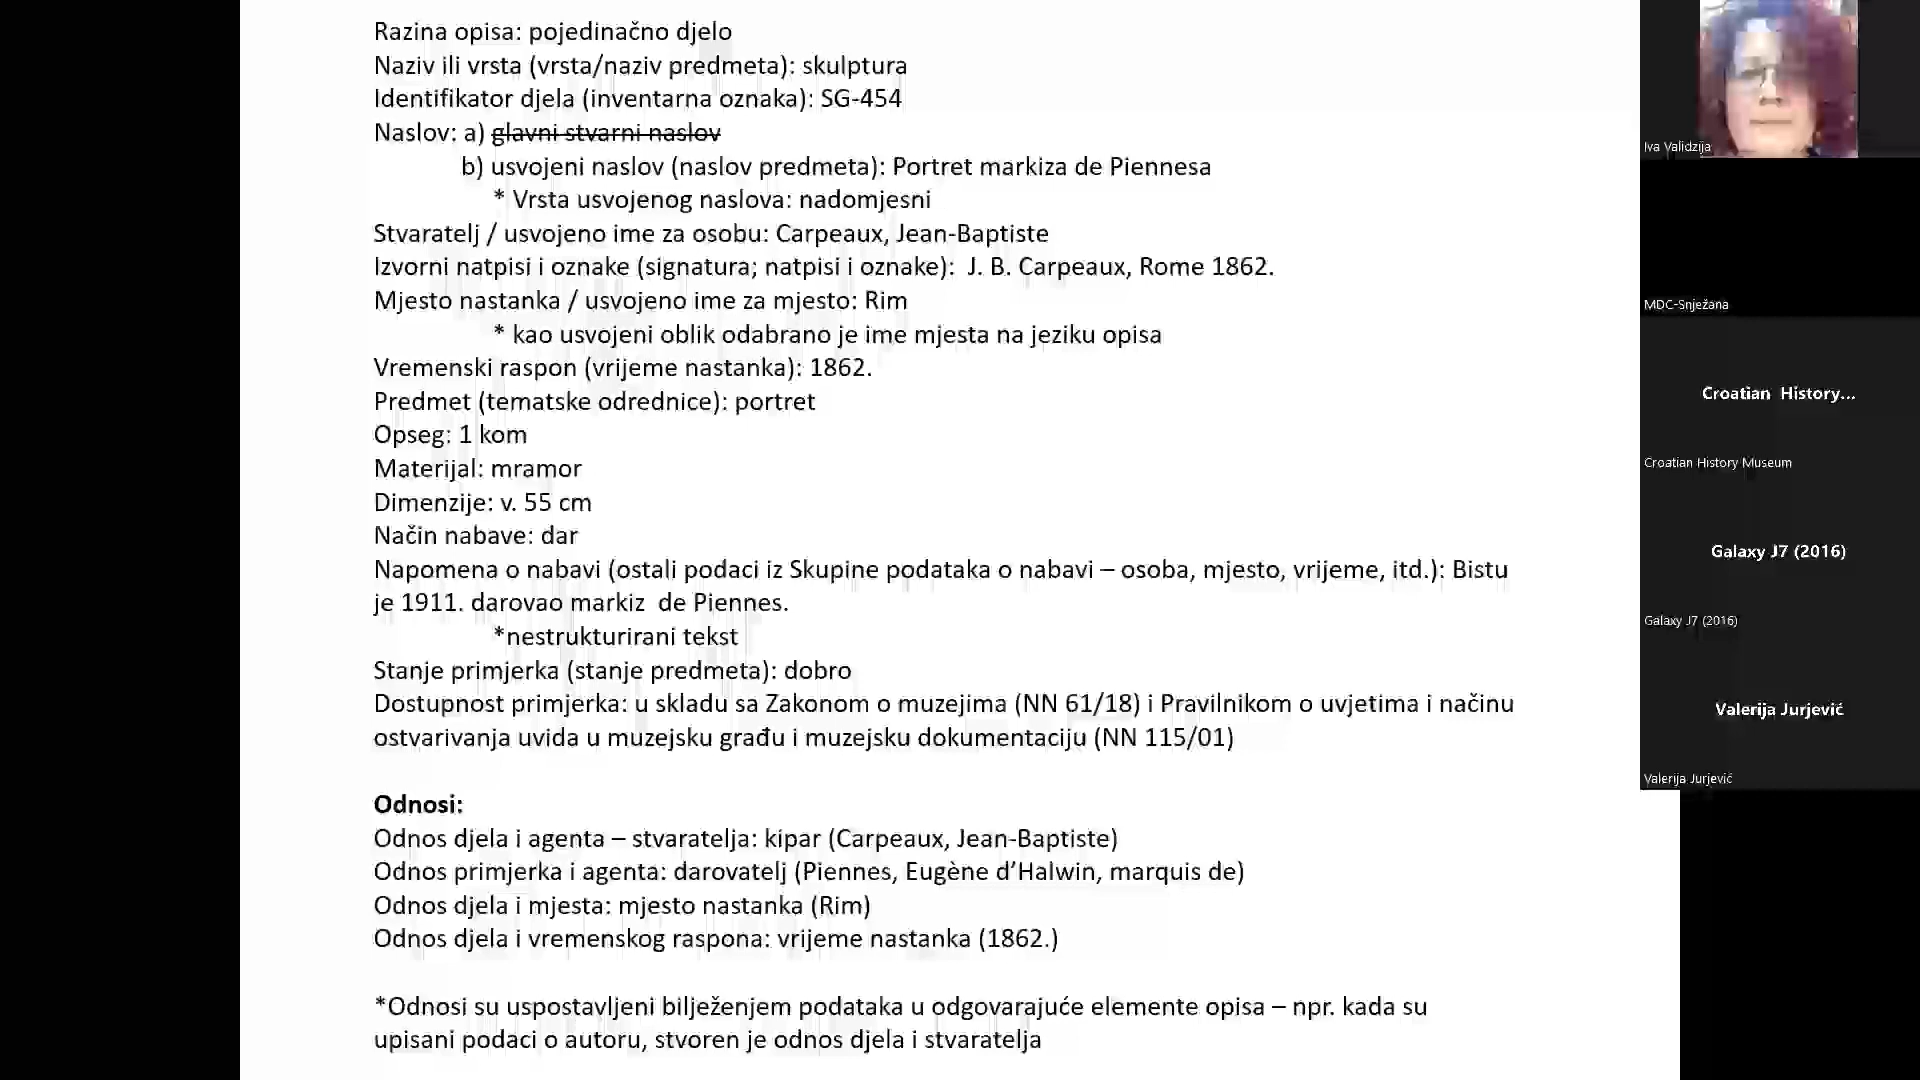 Razina opisa: pojedinačno djelo
Naziv ili vrsta (vrsta/naziv predmeta): skulptura
Identifikator djela (inventarna oznaka): SG-454
Naslov: a) glavni stvarni naslov
b) usvojeni naslov (naslov predmeta): Portret markiza de Piennesa
* Vrsta usvojenog naslova: nadomjesni
Stvaratelj / usvojeno ime za osobu: Carpeaux, Jean-Baptiste
Izvorni natpisi i oznake (signatura; natpisi i oznake): J. B. Carpeaux, Rome 1862.
Mjesto nastanka / usvojeno ime za mjesto: Rim
* kao usvojeni oblik odabrano je ime mjesta na jeziku opisa
Vremenski raspon (vrijeme nastanka): 1862.
Predmet (tematske odrednice): portret
Opseg: 1 kom
Materijal: mramor
Dimenzije: v. 55 cm
Način nabave: dar
Napomena o nabavi (ostali podaci iz Skupine podataka o nabavi – osoba, mjesto, vrijeme, itd.): Bistu
je 1911. darovao markiz de Piennes.
*nestrukturirani tekst
Stanje primjerka (stanje predmeta): dobro
Dostupnost primjerka: u skladu sa Zakonom o muzejima (NN 61/18) i Pravilnikom o uvjetima i načinu
ostvarivanja uvida u muzejsku građu i muzejsku dokumentaciju (NN 115/01)
Odnosi:
Odnos djela i agenta – stvaratelja: kipar (Carpeaux, Jean-Baptiste)
Odnos primjerka i agenta: darovatelj (Piennes, Eugène d’Halwin, marquis de)
Odnos djela i mjesta: mjesto nastanka (Rim)
Odnos djela i vremenskog raspona: vrijeme nastanka (1862.)
*Odnosi su uspostavljeni bilježenjem podataka u odgovarajuće elemente opisa – npr. kada su
upisani podaci o autoru, stvoren je odnos djela i stvaratelja
Iva Validzija
MDC-Snježana
Croatian History...
Croatian History Museum
Galaxy J7 (2016)
Galaxy J7 (2016)
Valerija Jurjević
Valerija Jurjević